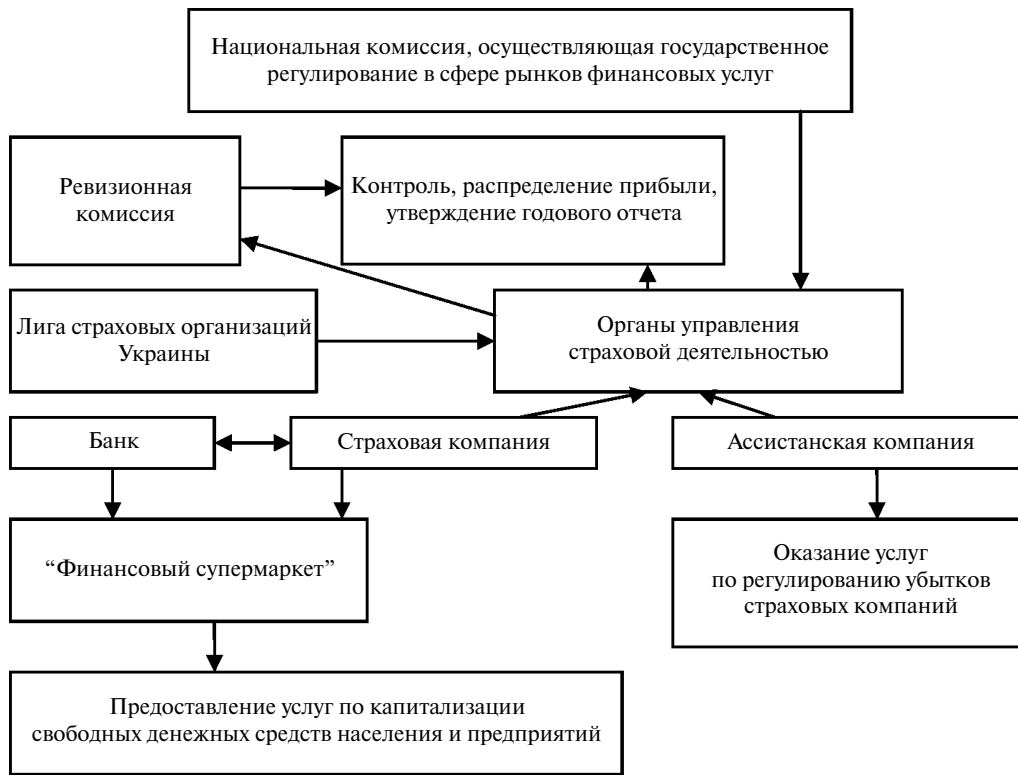 Национальная комиссия, осуществляющая государственное
регулирование в сфере рынков финансовых услуг
Ревизионная
комиссия
Контроль, распределение прибыли,
утверждение годового отчета
Лига страховых организаций
Украины
Органы управления
страховой деятельностью
Банк
Страховая компания
Ассистанская компания
“Финансовый супермаркет”
Оказание услуг
по регулированию убытков
страховых компаний
Предоставление услуг по капитализации
свободных денежных средств населения и предприятий